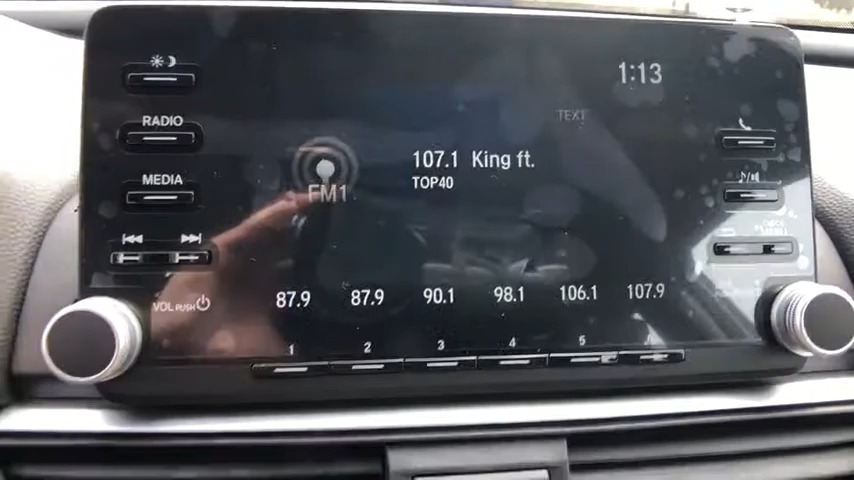 1:13
RADIO
TEXT
107.1 King ft.
TOP40
MEDIA
FM1
87.9 87.9 90.1 98.1 106.1 107.9
VOL PUSH
1 2 3 4 5 6